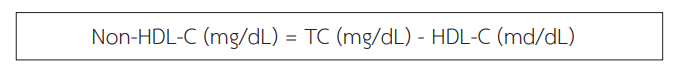 Non-HDL-C (mg/dL) = TC (mg/dL) - HDL-C (md/dL)